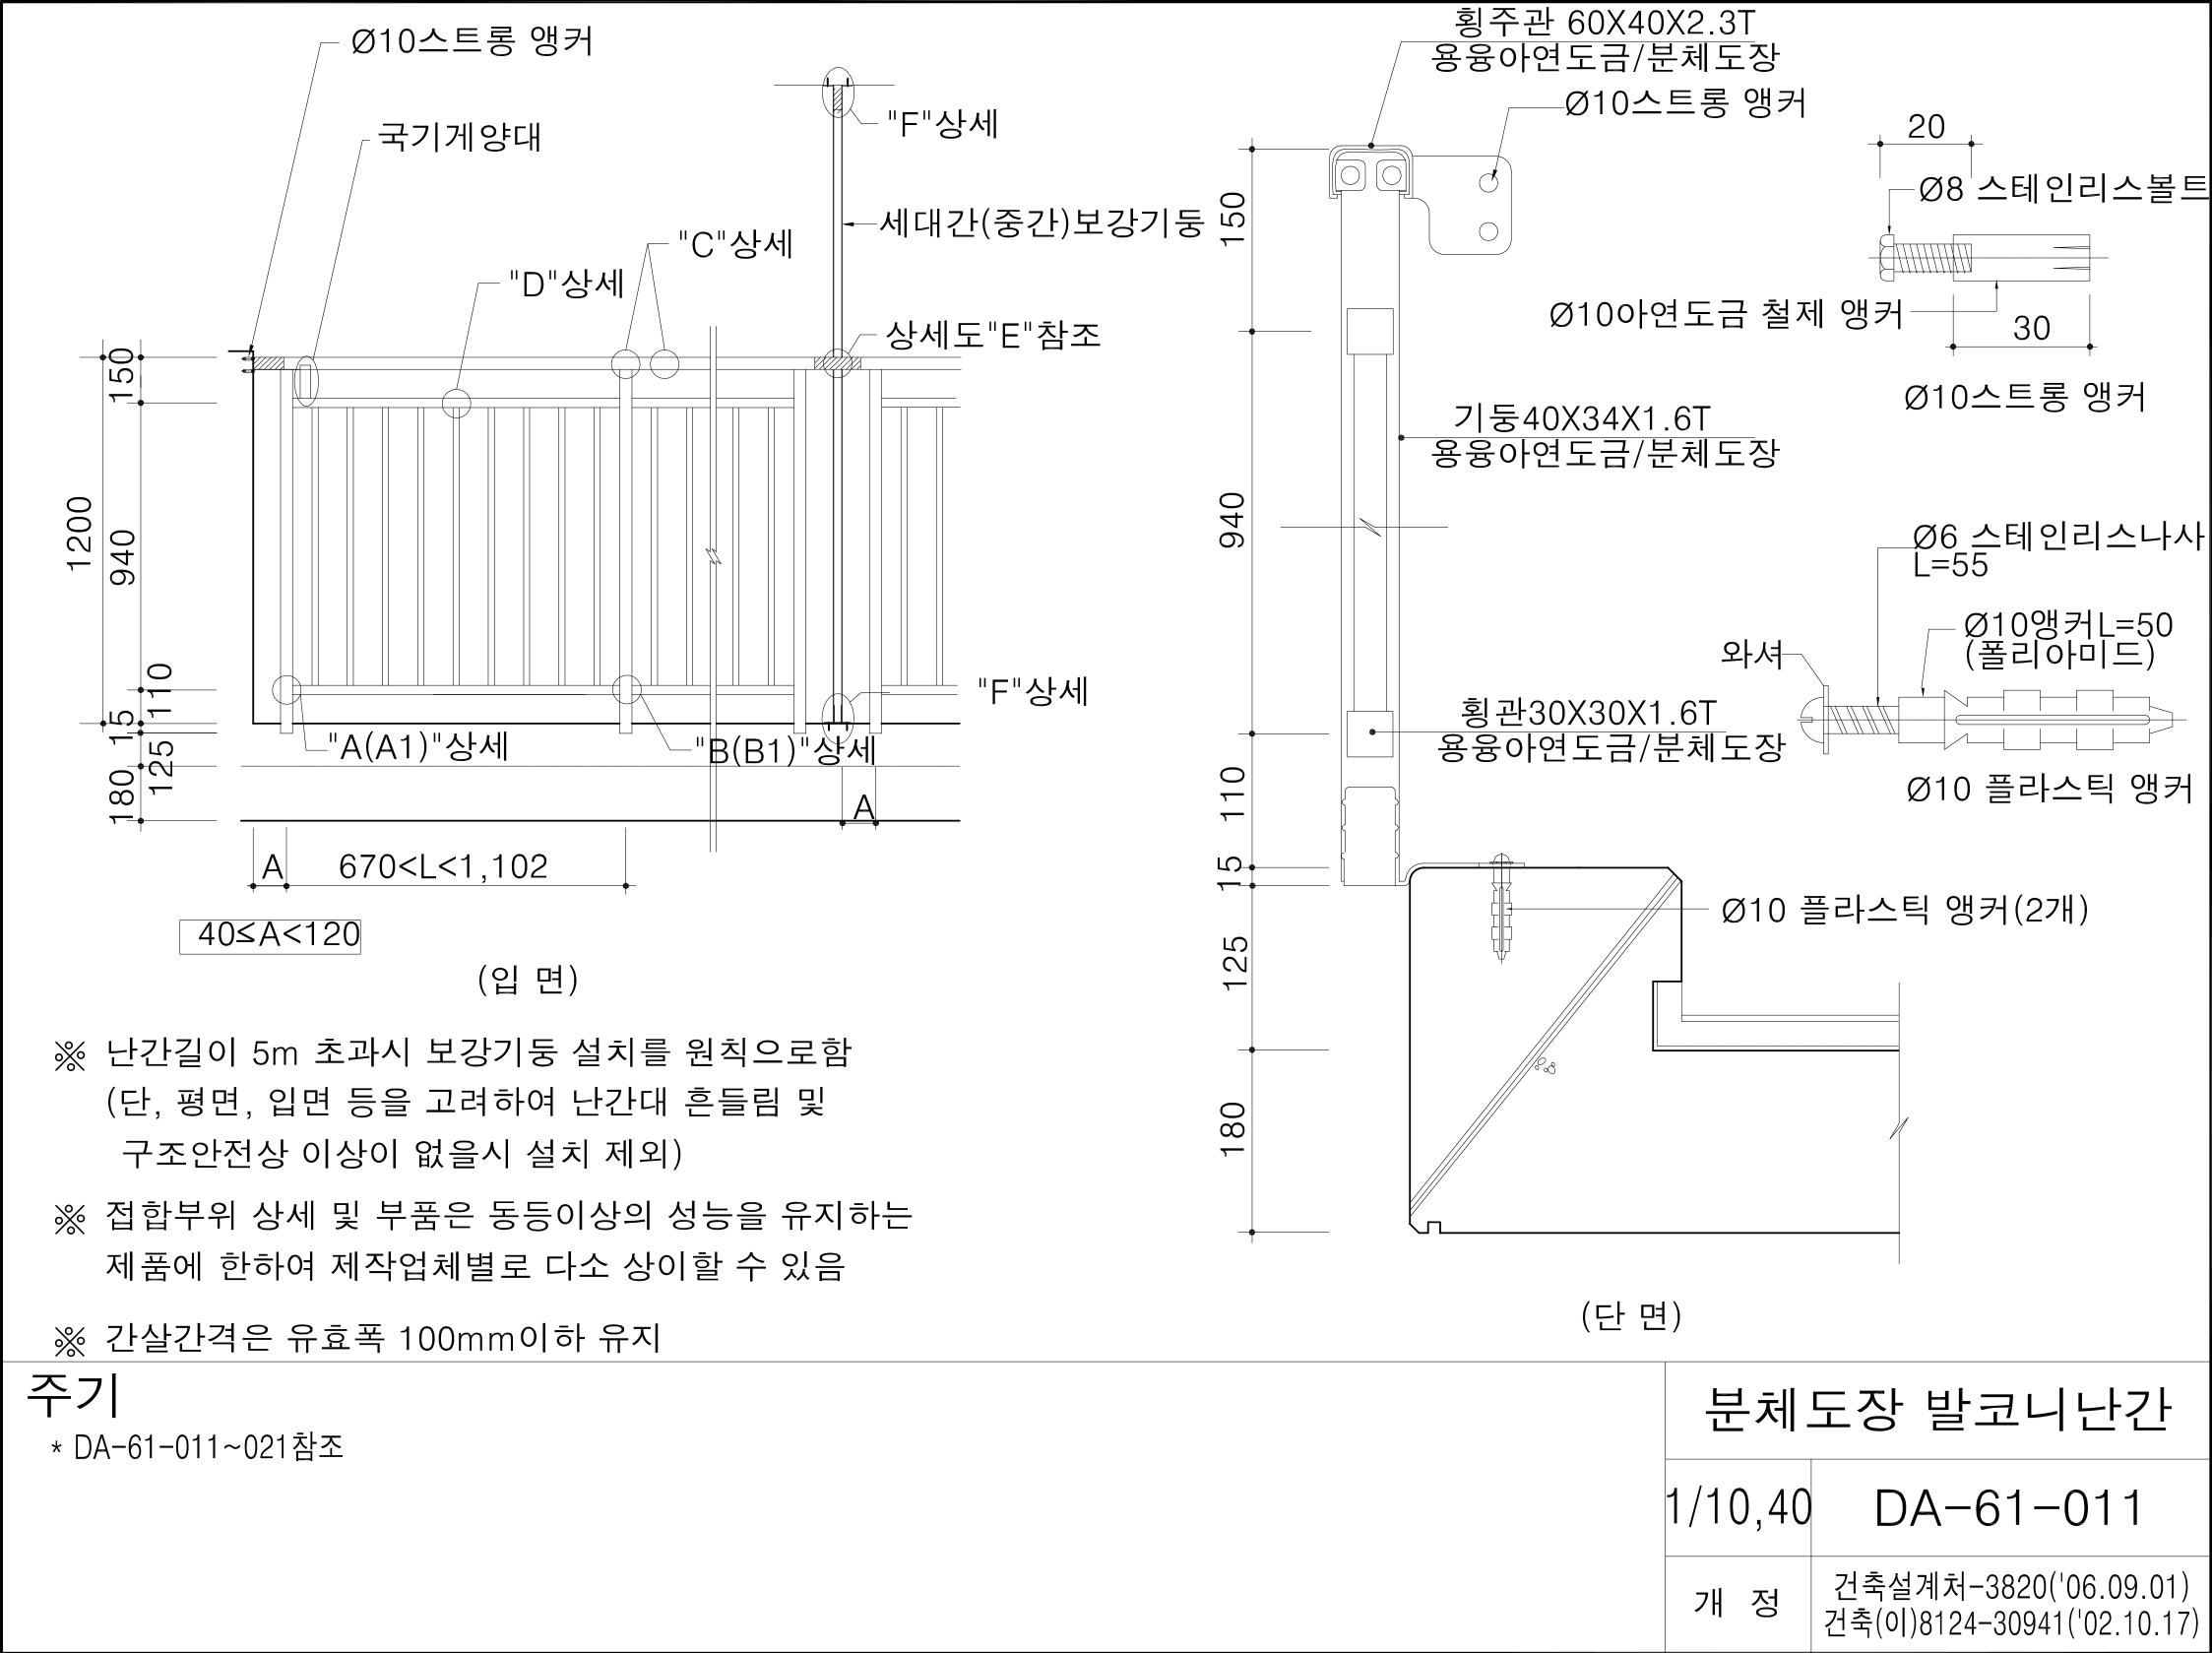 Ø10스트롱 앵커
국기게양대
"F"상세
세대간(중간)보강기둥
"C"상세
"D"상세
상세도"E"참조
150
1200
940
110
15
125
180
"F"상세
"A(A1)"상세
"B(B1)"상세
A
A
670<L<1,102
40≤A<120
(입 면)
※ 난간길이 5m 초과시 보강기둥 설치를 원칙으로함
(단, 평면, 입면 등을 고려하여 난간대 흔들림 및
구조안전상 이상이 없을시 설치 제외)
※ 접합부위 상세 및 부품은 동등이상의 성능을 유지하는
제품에 한하여 제작업체별로 다소 상이할 수 있음
※ 간살간격은 유효폭 100mm이하 유지
횡주관 60X40X2.3T
용융아연도금/분체도장
Ø10스트롱 앵커
150
940
110
15
125
180
기둥40X34X1.6T
용융아연도금/분체도장
횡관30X30X1.6T
용융아연도금/분체도장
Ø10 플라스틱 앵커(2개)
(단 면)
20
Ø8 스테인리스볼트
Ø10아연도금 철제 앵커
30
Ø10스트롱 앵커
Ø6 스테인리스나사
L=55
Ø10앵커L=50
(폴리아미드)
와셔
Ø10 플라스틱 앵커
주기
* DA-61-011~021참조
분체도장 발코니난간
1/10,40
DA-61-011
개 정
건축설계처-3820('06.09.01)
건축(이)8124-30941('02.10.17)